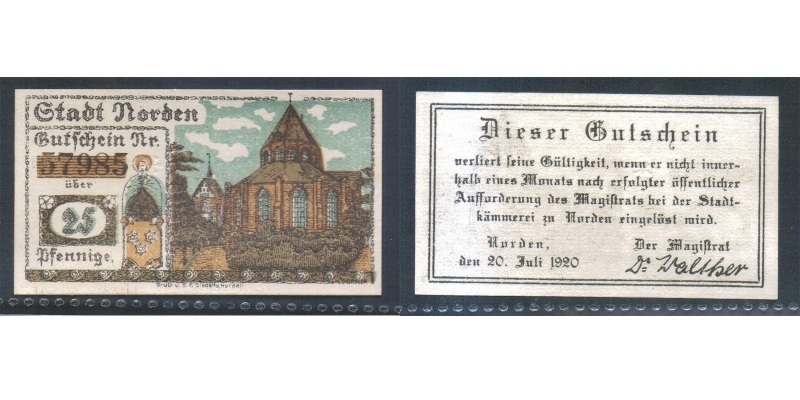 Stadt Norden
Gutschein Nr.
57985
über
25
Pfennige.
Dieser Gutschein
verliert seine Gültigkeit, wenn er nicht inner-
halb eines Monats nach erfolgter öffentlicher
Aufforderung des Magistrats bei der Stadt-
kämmerei zu Norden eingelöst wird.
Norden,
den 20. Juli 1920
Der Magistrat
Dr. Walther